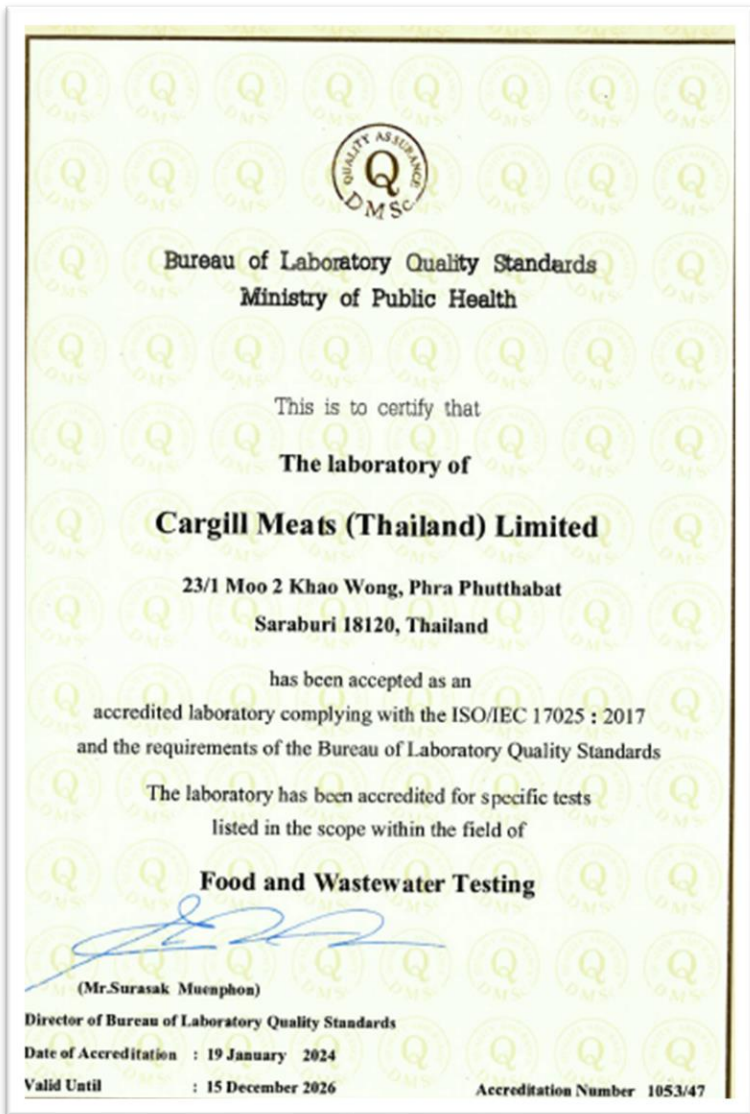 QUALITY ASSURANCE
Q
DMSc
Bureau of Laboratory Quality Standards
Ministry of Public Health
This is to certify that
The laboratory of
Cargill Meats (Thailand) Limited
23/1 Moo 2 Khao Wong, Phra Phutthabat
Saraburi 18120, Thailand
has been accepted as an
accredited laboratory complying with the ISO/IEC 17025 : 2017
and the requirements of the Bureau of Laboratory Quality Standards
The laboratory has been accredited for specific tests
listed in the scope within the field of
Food and Wastewater Testing
(Mr.Surasak Muenphon)
Director of Bureau of Laboratory Quality Standards
Date of Accreditation : 19 January 2024
Valid Until : 15 December 2026
Accreditation Number 1053/47